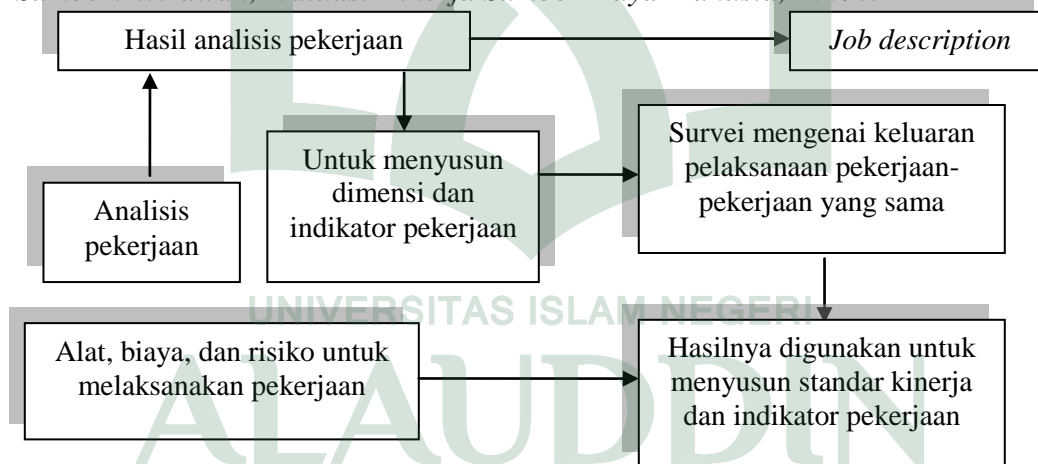 Hasil analisis pekerjaan
Job description
Untuk menyusun
dimensi dan
indikator pekerjaan
Survei mengenai keluaran
pelaksanaan pekerjaan-
pekerjaan yang sama
Analisis
pekerjaan
UNIVERSITAS ISLAM NEGERI
Alat, biaya, dan risiko untuk
melaksanakan pekerjaan
Hasilnya digunakan untuk
menyusun standar kinerja
dan indikator pekerjaan
ALAUDDIN